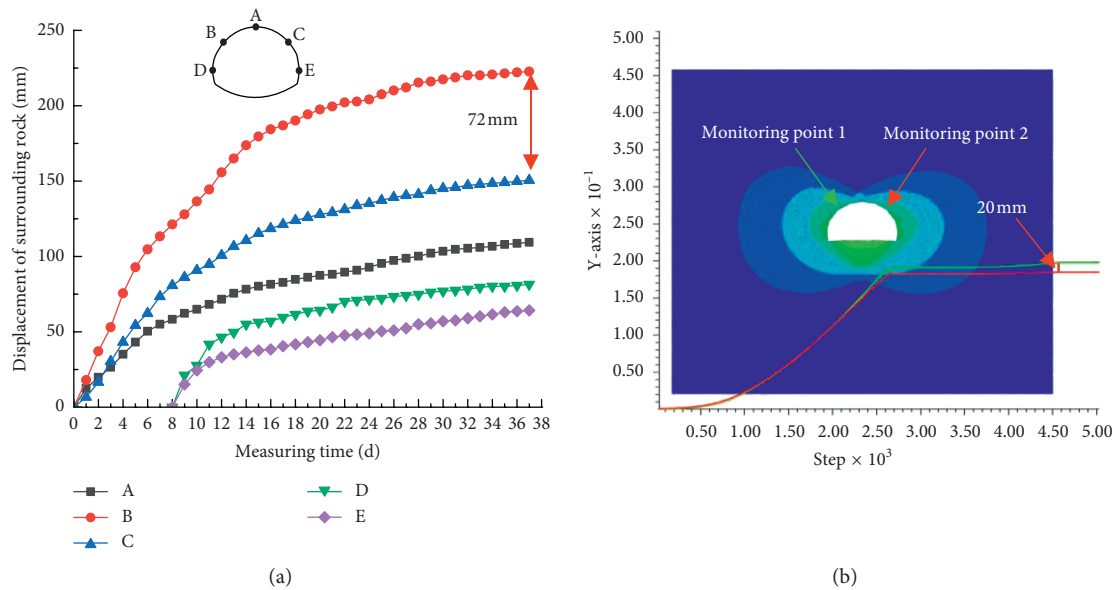 A
B
C
D
E
Displacement of surrounding rock (mm)
250
200
150
100
50
0
72 mm
0 2 4 6 8 10 12 14 16 18 20 22 24 26 28 30 32 34 36 38
Measuring time (d)
A
B
C
D
E
(a)
Y-axis × 10⁻¹
5.00
4.50
4.00
3.50
3.00
2.50
2.00
1.50
1.00
0.50
Monitoring point 1
Monitoring point 2
20 mm
0.50 1.00 2.00 2.50 3.00 3.00 4.00 4.50 5.00
Step × 10³
(b)